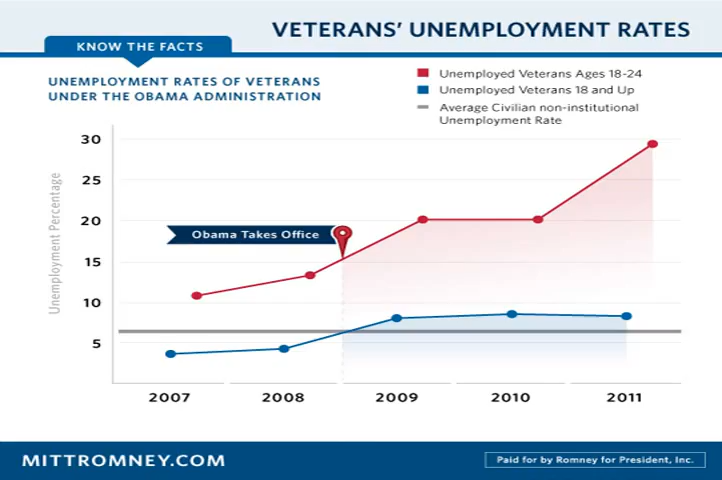 VETERANS' UNEMPLOYMENT RATES
KNOW THE FACTS
UNEMPLOYMENT RATES OF VETERANS
UNDER THE OBAMA ADMINISTRATION
Unemployed Veterans Ages 18-24
Unemployed Veterans 18 and Up
Average Civilian non-institutional
Unemployment Rate
Unemployment Percentage
30
25
20
15
10
5
Obama Takes Office
2007 2008 2009 2010 2011
MITTROMNEY.COM
Paid for by Romney for President, Inc.